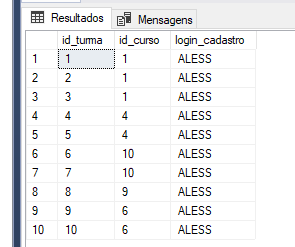 Resultados Mensagens
id_turma id_curso login_cadastro
1 1 1 ALESS
2 2 1 ALESS
3 3 1 ALESS
4 4 4 ALESS
5 5 4 ALESS
6 6 10 ALESS
7 7 10 ALESS
8 8 9 ALESS
9 9 6 ALESS
10 10 6 ALESS